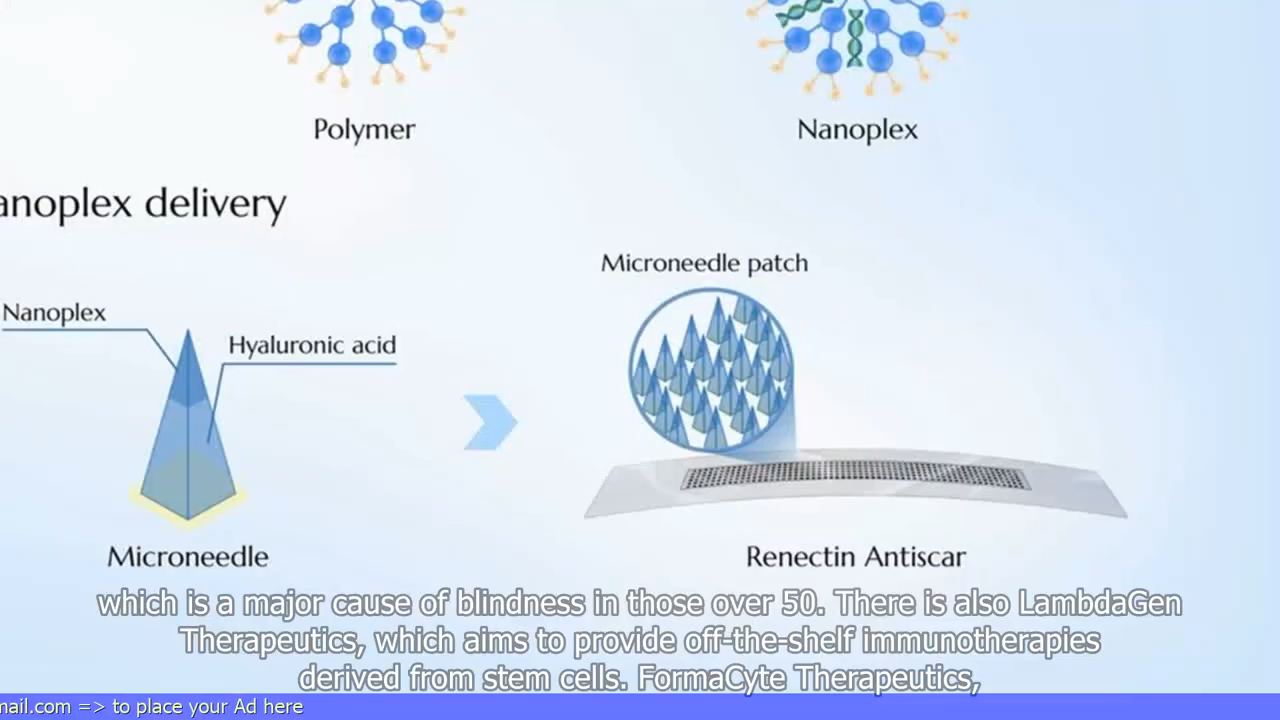 Polymer
Nanoplex
anoplex delivery
Microneedle patch
Nanoplex
Hyaluronic acid
Microneedle
Renectin Antiscar
which is a major cause of blindness in those over 50. There is also LambdaGen
Therapeutics, which aims to provide off-the-shelf immunotherapies
derived from stem cells. FormaCyte Therapeutics,
mail.com => to place your Ad here